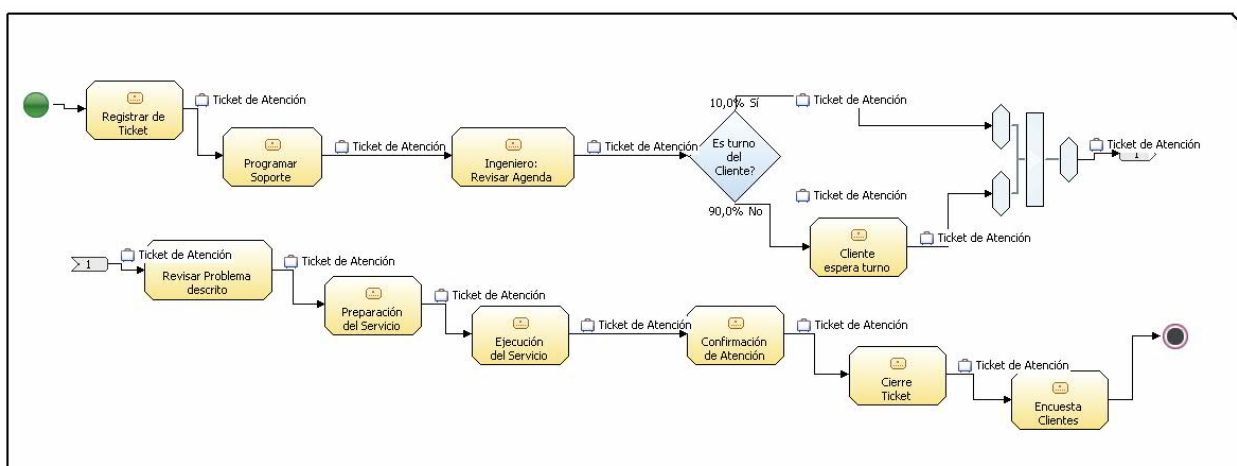 Registrar de
Ticket
Ticket de Atención
Programar
Soporte
Ticket de Atención
Ingeniero:
Revisar Agenda
Ticket de Atención
Es turno
del
Cliente?
10,0% Sí
Ticket de Atención
90,0% No
Ticket de Atención
Cliente
espera turno
Ticket de Atención
Ticket de Atención
1
1
Ticket de Atención
Revisar Problema
descrito
Ticket de Atención
Preparación
del Servicio
Ticket de Atención
Ejecución
del Servicio
Ticket de Atención
Confirmación
de Atención
Ticket de Atención
Cierre
Ticket
Ticket de Atención
Encuesta
Clientes